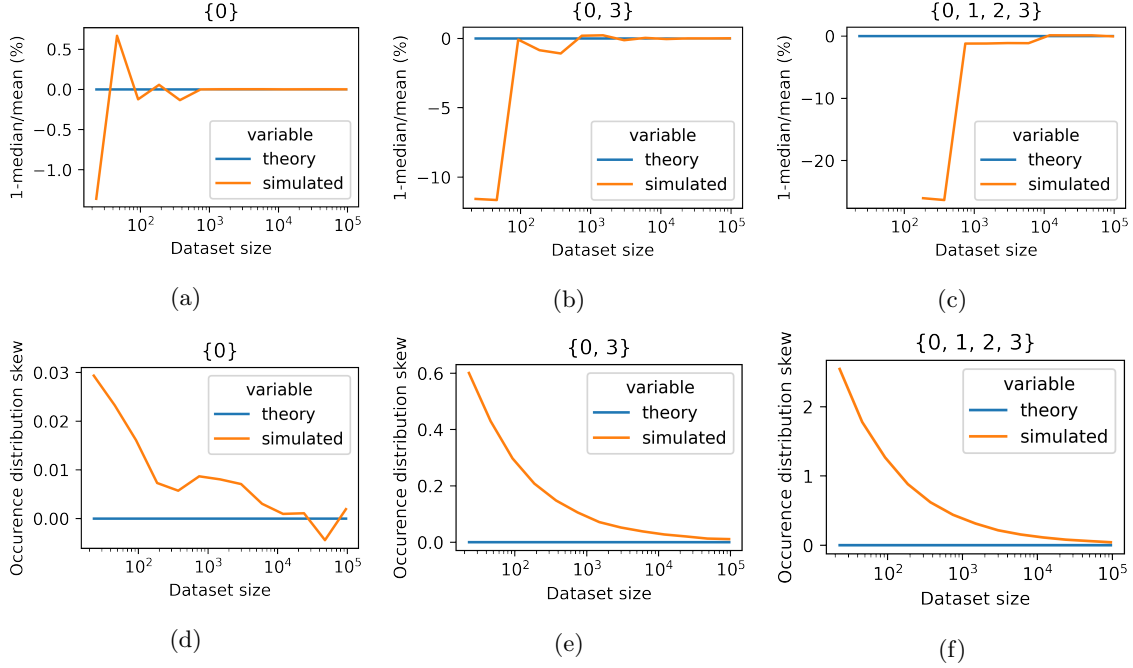 {0}
1-median/mean (%)
0.5
0.0
−0.5
−1.0
variable
theory
simulated
10²
10³
10⁴
10⁵
Dataset size
(a)
{0, 3}
1-median/mean (%)
0
−5
−10
variable
theory
simulated
10²
10³
10⁴
10⁵
Dataset size
(b)
{0, 1, 2, 3}
1-median/mean (%)
0
−10
−20
variable
theory
simulated
10²
10³
10⁴
10⁵
Dataset size
(c)
{0}
Occurence distribution skew
0.03
0.02
0.01
0.00
variable
theory
simulated
10²
10³
10⁴
10⁵
Dataset size
(d)
{0, 3}
Occurence distribution skew
0.6
0.4
0.2
0.0
variable
theory
simulated
10²
10³
10⁴
10⁵
Dataset size
(e)
{0, 1, 2, 3}
Occurence distribution skew
2
1
0
variable
theory
simulated
10²
10³
10⁴
10⁵
Dataset size
(f)